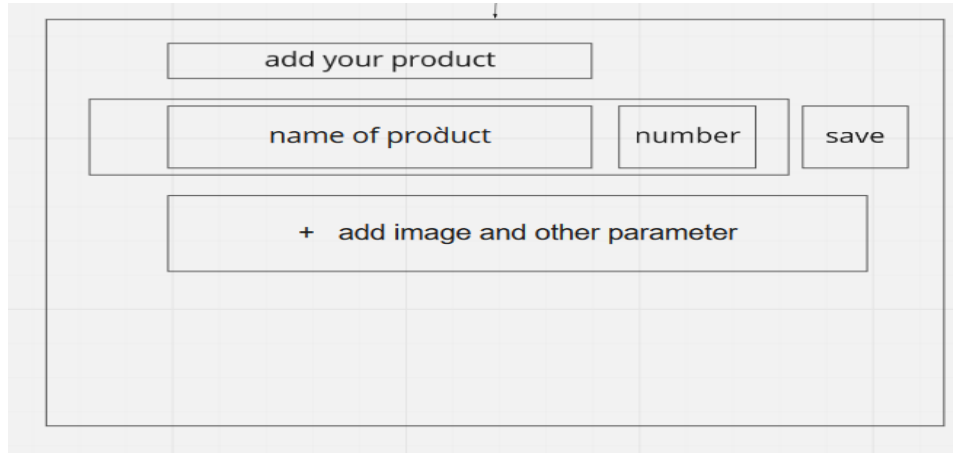 add your product
name of product
number
save
+ add image and other parameter